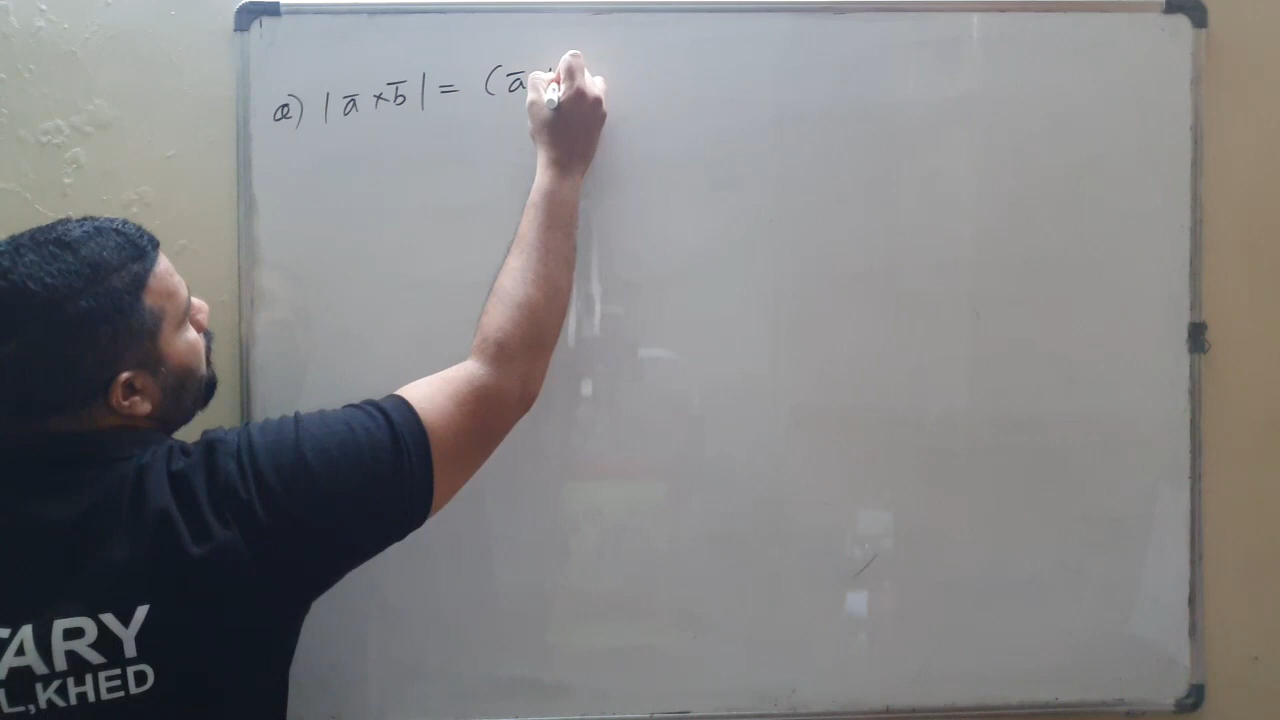 Q) | a̅ × b̅ | = ( a̅
TARY
L,KHED